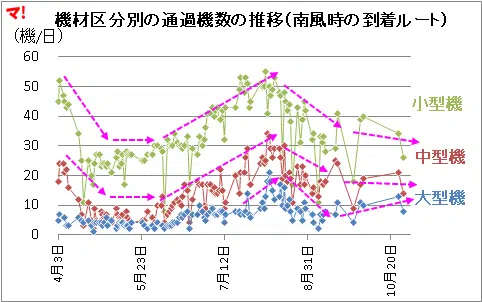 マ!
機材区分別の通過機数の推移(南風時の到着ルート)
(機/日)
60
50
40
30
20
10
0
小型機
中型機
大型機
4月3日
5月23日
7月12日
8月31日
10月20日